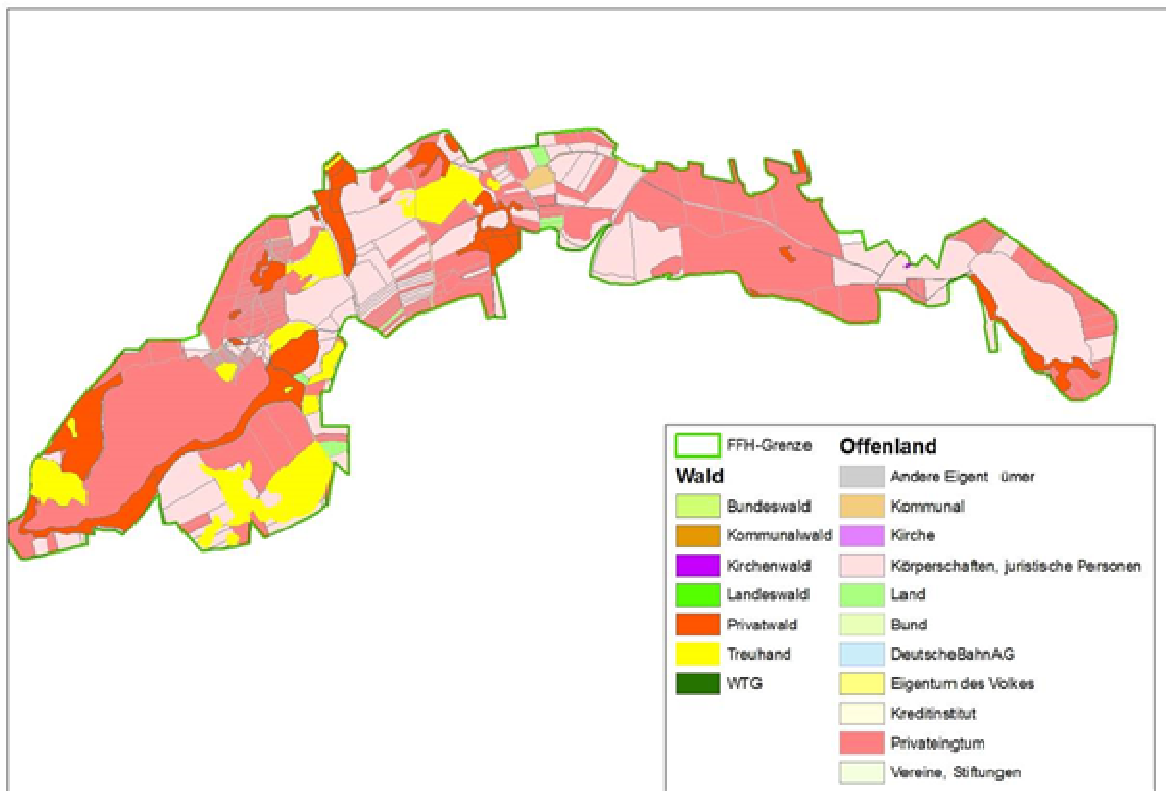 FFH-Grenze
Wald
Bundeswald
Kommunalwald
Kirchenwald
Landeswald
Privatwald
Treuhand
WTG
Offenland
Andere Eigent ümer
Kommunal
Kirche
Körperschaften, juristische Personen
Land
Bund
DeutscheBahnAG
Eigentum des Volkes
Kreditinstitut
Privateingtum
Vereine, Stiftungen